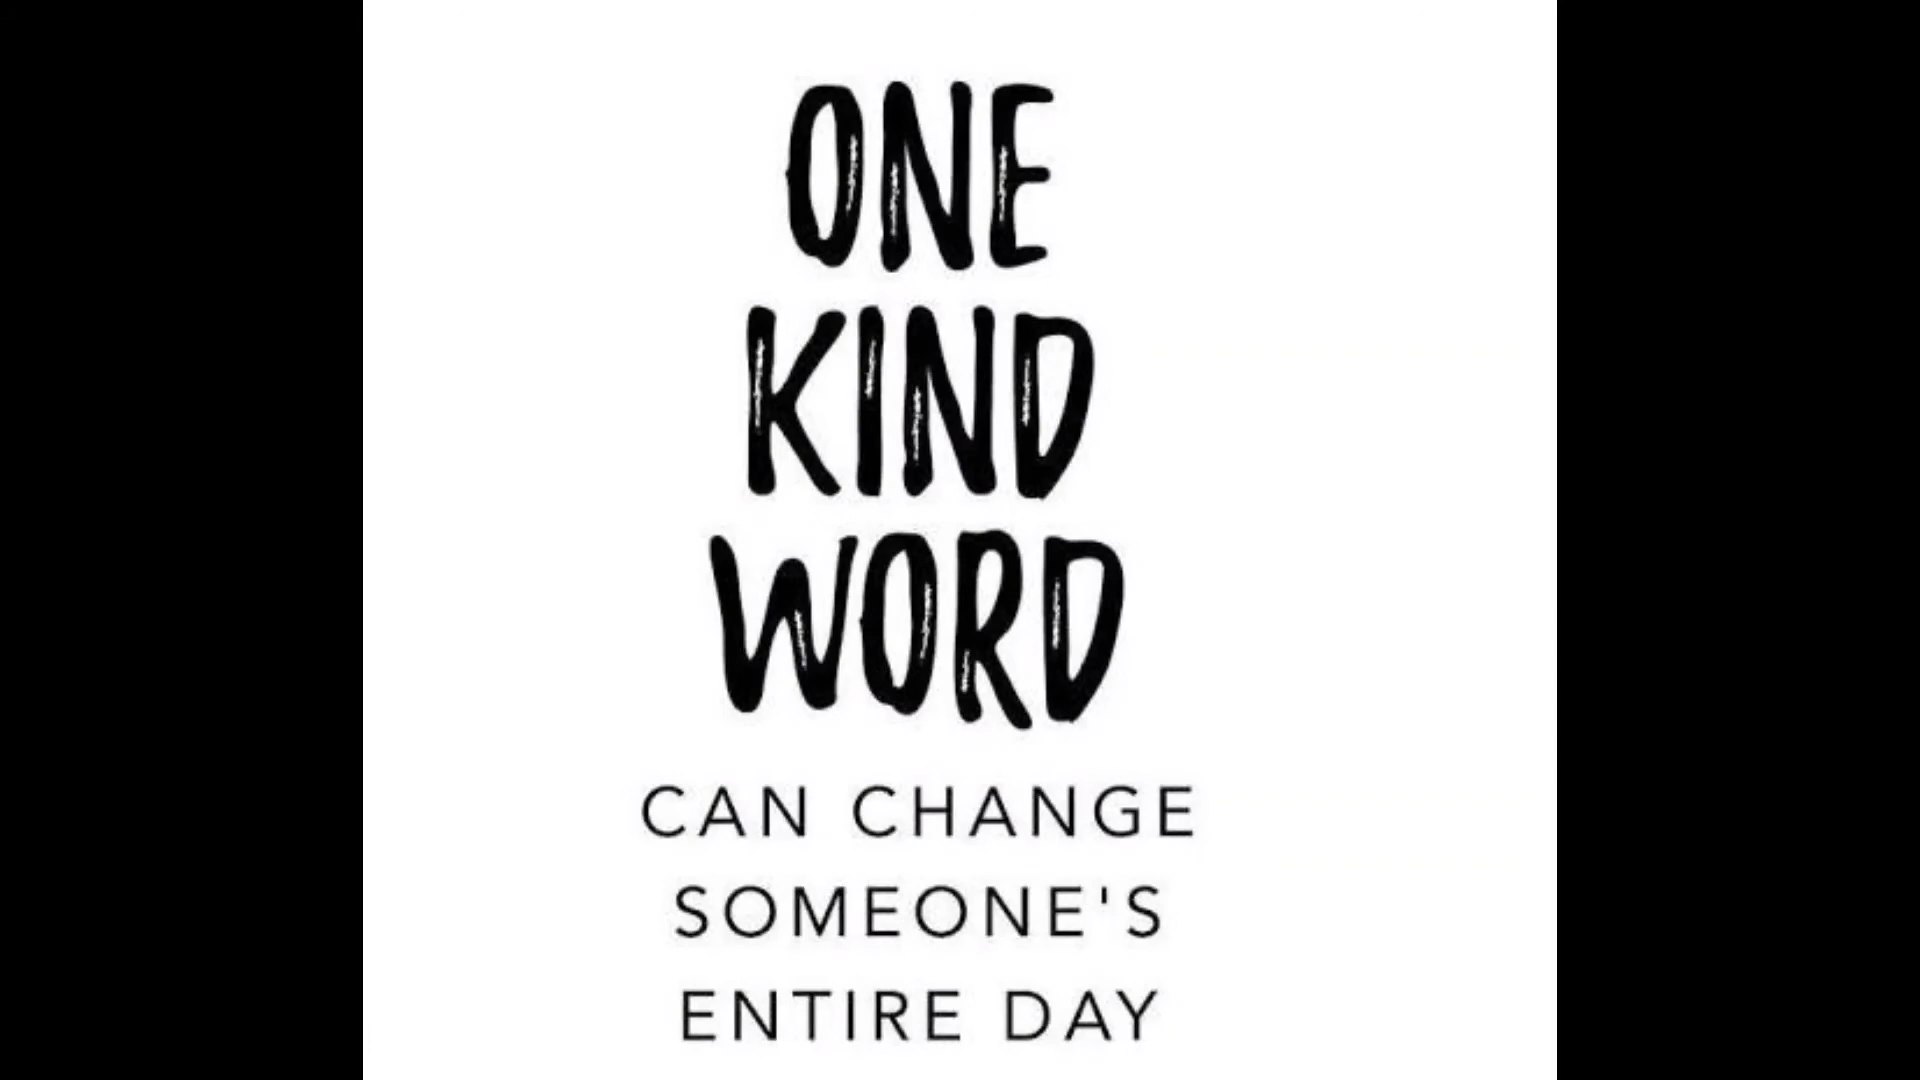 ONE
KIND
WORD
CAN CHANGE
SOMEONE'S
ENTIRE DAY